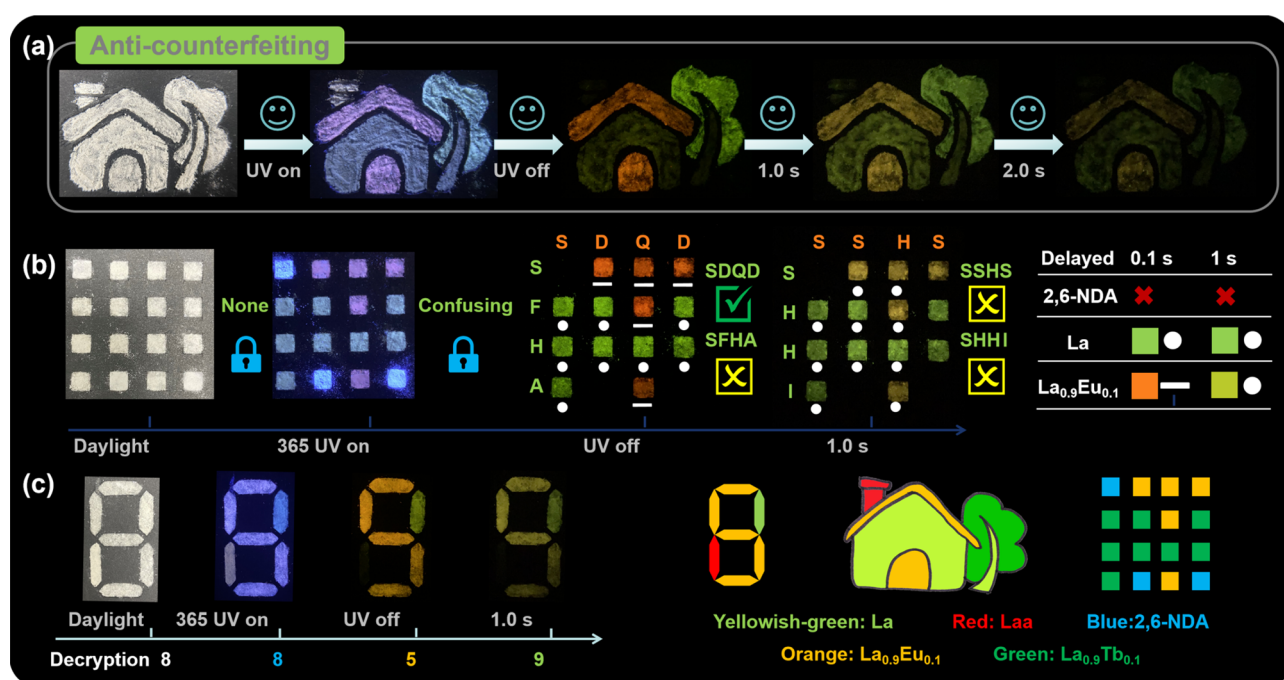 (a) Anti-counterfeiting
UV on
UV off
1.0 s
2.0 s
(b)
None
Confusing
S D Q D
S
F
H
A
SDQD
SFHA
S S H S
S
H
H
I
SSHS
SHHI
Delayed 0.1 s 1 s
2,6-NDA
La
La₀.₉Eu₀.₁
Daylight 365 UV on UV off 1.0 s
(c)
Daylight 365 UV on UV off 1.0 s
Decryption 8 8 5 9
Yellowish-green: La Red: Laa Blue:2,6-NDA
Orange: La₀.₉Eu₀.₁ Green: La₀.₉Tb₀.₁